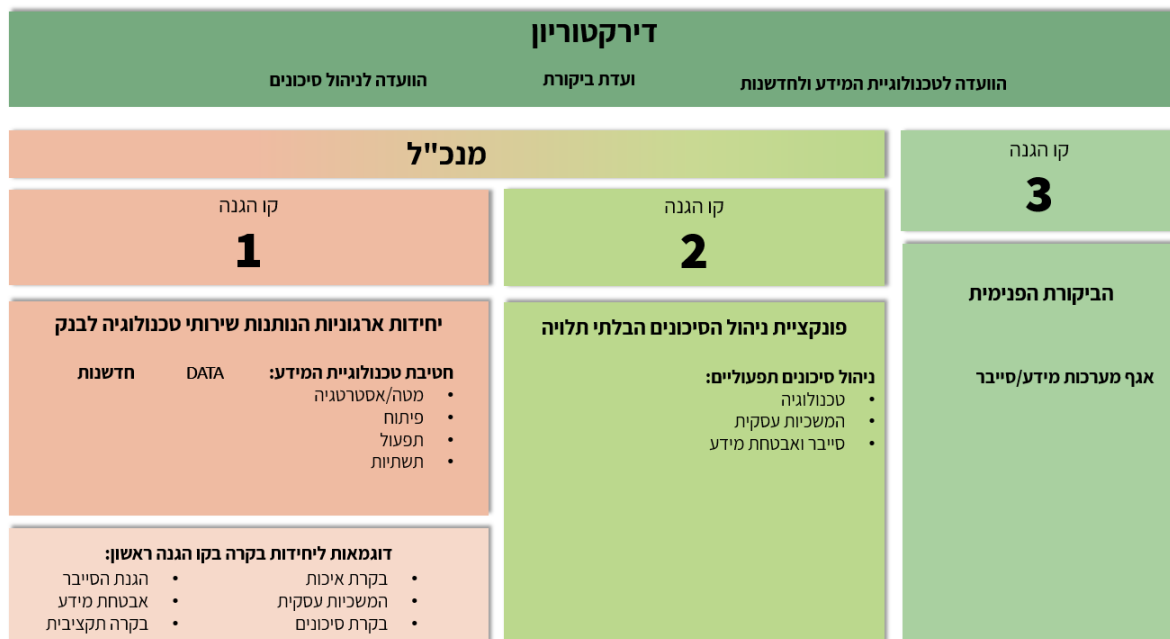 דירקטוריון
הוועדה לטכנולוגיית המידע ולחדשנות
ועדת ביקורת
הוועדה לניהול סיכונים
מנכ"ל
קו הגנה
3
הביקורת הפנימית
אגף מערכות מידע/סייבר
קו הגנה
2
פונקציית ניהול הסיכונים הבלתי תלויה
ניהול סיכונים תפעוליים:
• טכנולוגיה
• המשכיות עסקית
• סייבר ואבטחת מידע
קו הגנה
1
יחידות ארגוניות הנותנות שירותי טכנולוגיה לבנק
חטיבת טכנולוגיית המידע:
• מטה/אסטרטגיה
• פיתוח
• תפעול
• תשתיות
DATA
חדשנות
דוגמאות ליחידות בקרה בקו הגנה ראשון:
• בקרת איכות
• המשכיות עסקית
• בקרת סיכונים
• הגנת הסייבר
• אבטחת מידע
• בקרה תקציבית